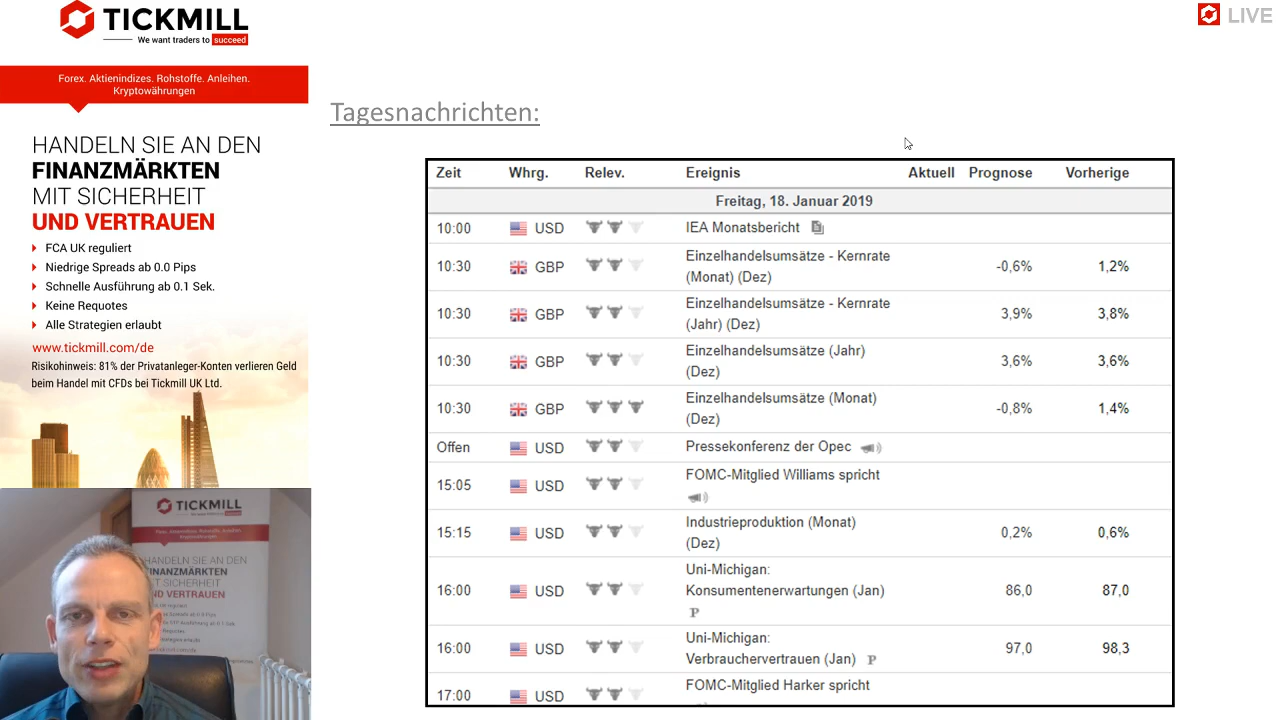 TICKMILL
We want traders to succeed
LIVE
Forex. Aktienindizes. Rohstoffe. Anleihen.
Kryptowährungen
HANDELN SIE AN DEN
FINANZMÄRKTEN
MIT SICHERHEIT
UND VERTRAUEN
FCA UK reguliert
Niedrige Spreads ab 0.0 Pips
Schnelle Ausführung ab 0.1 Sek.
Keine Requotes
Alle Strategien erlaubt
www.tickmill.com/de
Risikohinweis: 81% der Privatanleger-Konten verlieren Geld
beim Handel mit CFDs bei Tickmill UK Ltd.
Tagesnachrichten:
Zeit Whrg. Relev. Ereignis Aktuell Prognose Vorherige
Freitag, 18. Januar 2019
10:00 USD IEA Monatsbericht
10:30 GBP Einzelhandelsumsätze - Kernrate -0,6% 1,2%
(Monat) (Dez)
10:30 GBP Einzelhandelsumsätze - Kernrate 3,9% 3,8%
(Jahr) (Dez)
10:30 GBP Einzelhandelsumsätze (Jahr) 3,6% 3,6%
(Dez)
10:30 GBP Einzelhandelsumsätze (Monat) -0,8% 1,4%
(Dez)
Offen USD Pressekonferenz der Opec
15:05 USD FOMC-Mitglied Williams spricht
15:15 USD Industrieproduktion (Monat) 0,2% 0,6%
(Dez)
16:00 USD Uni-Michigan: 86,0 87,0
Konsumentenerwartungen (Jan)
P
16:00 USD Uni-Michigan: 97,0 98,3
Verbrauchervertrauen (Jan) P
17:00 USD FOMC-Mitglied Harker spricht
TICKMILL
HANDELN SIE AN DEN
FINANZMÄRKTEN
MIT SICHERHEIT
UND VERTRAUEN